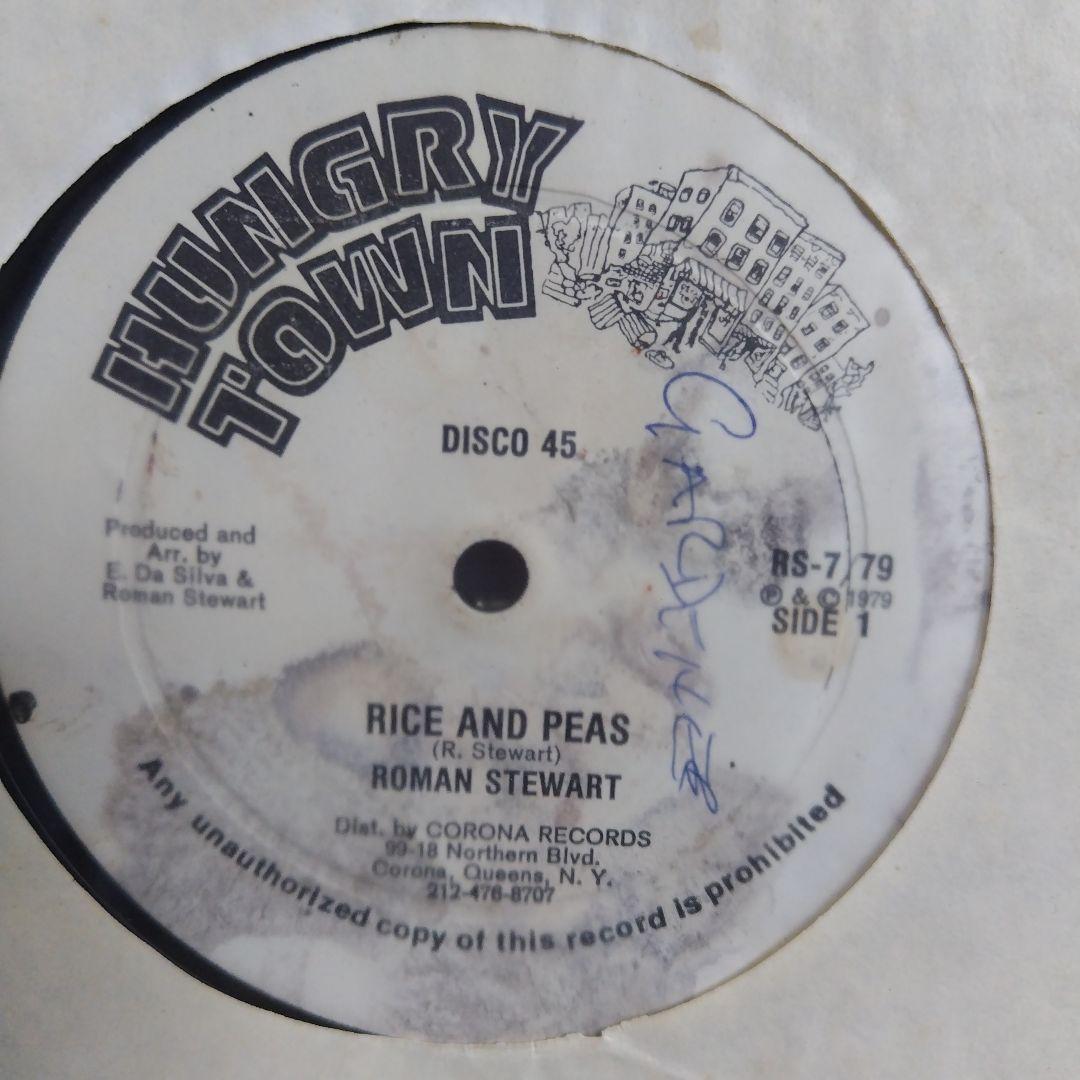 HUNGRY
TOWN
DISCO 45
Produced and
Arr. by
E. Da Silva &
Roman Stewart
RS-7/79
℗ & © 1979
SIDE 1
RICE AND PEAS
(R. Stewart)
ROMAN STEWART
Dist. by CORONA RECORDS
99-18 Northern Blvd.
Corona, Queens, N. Y.
212-476-8707
Any unauthorized copy of this record is prohibited